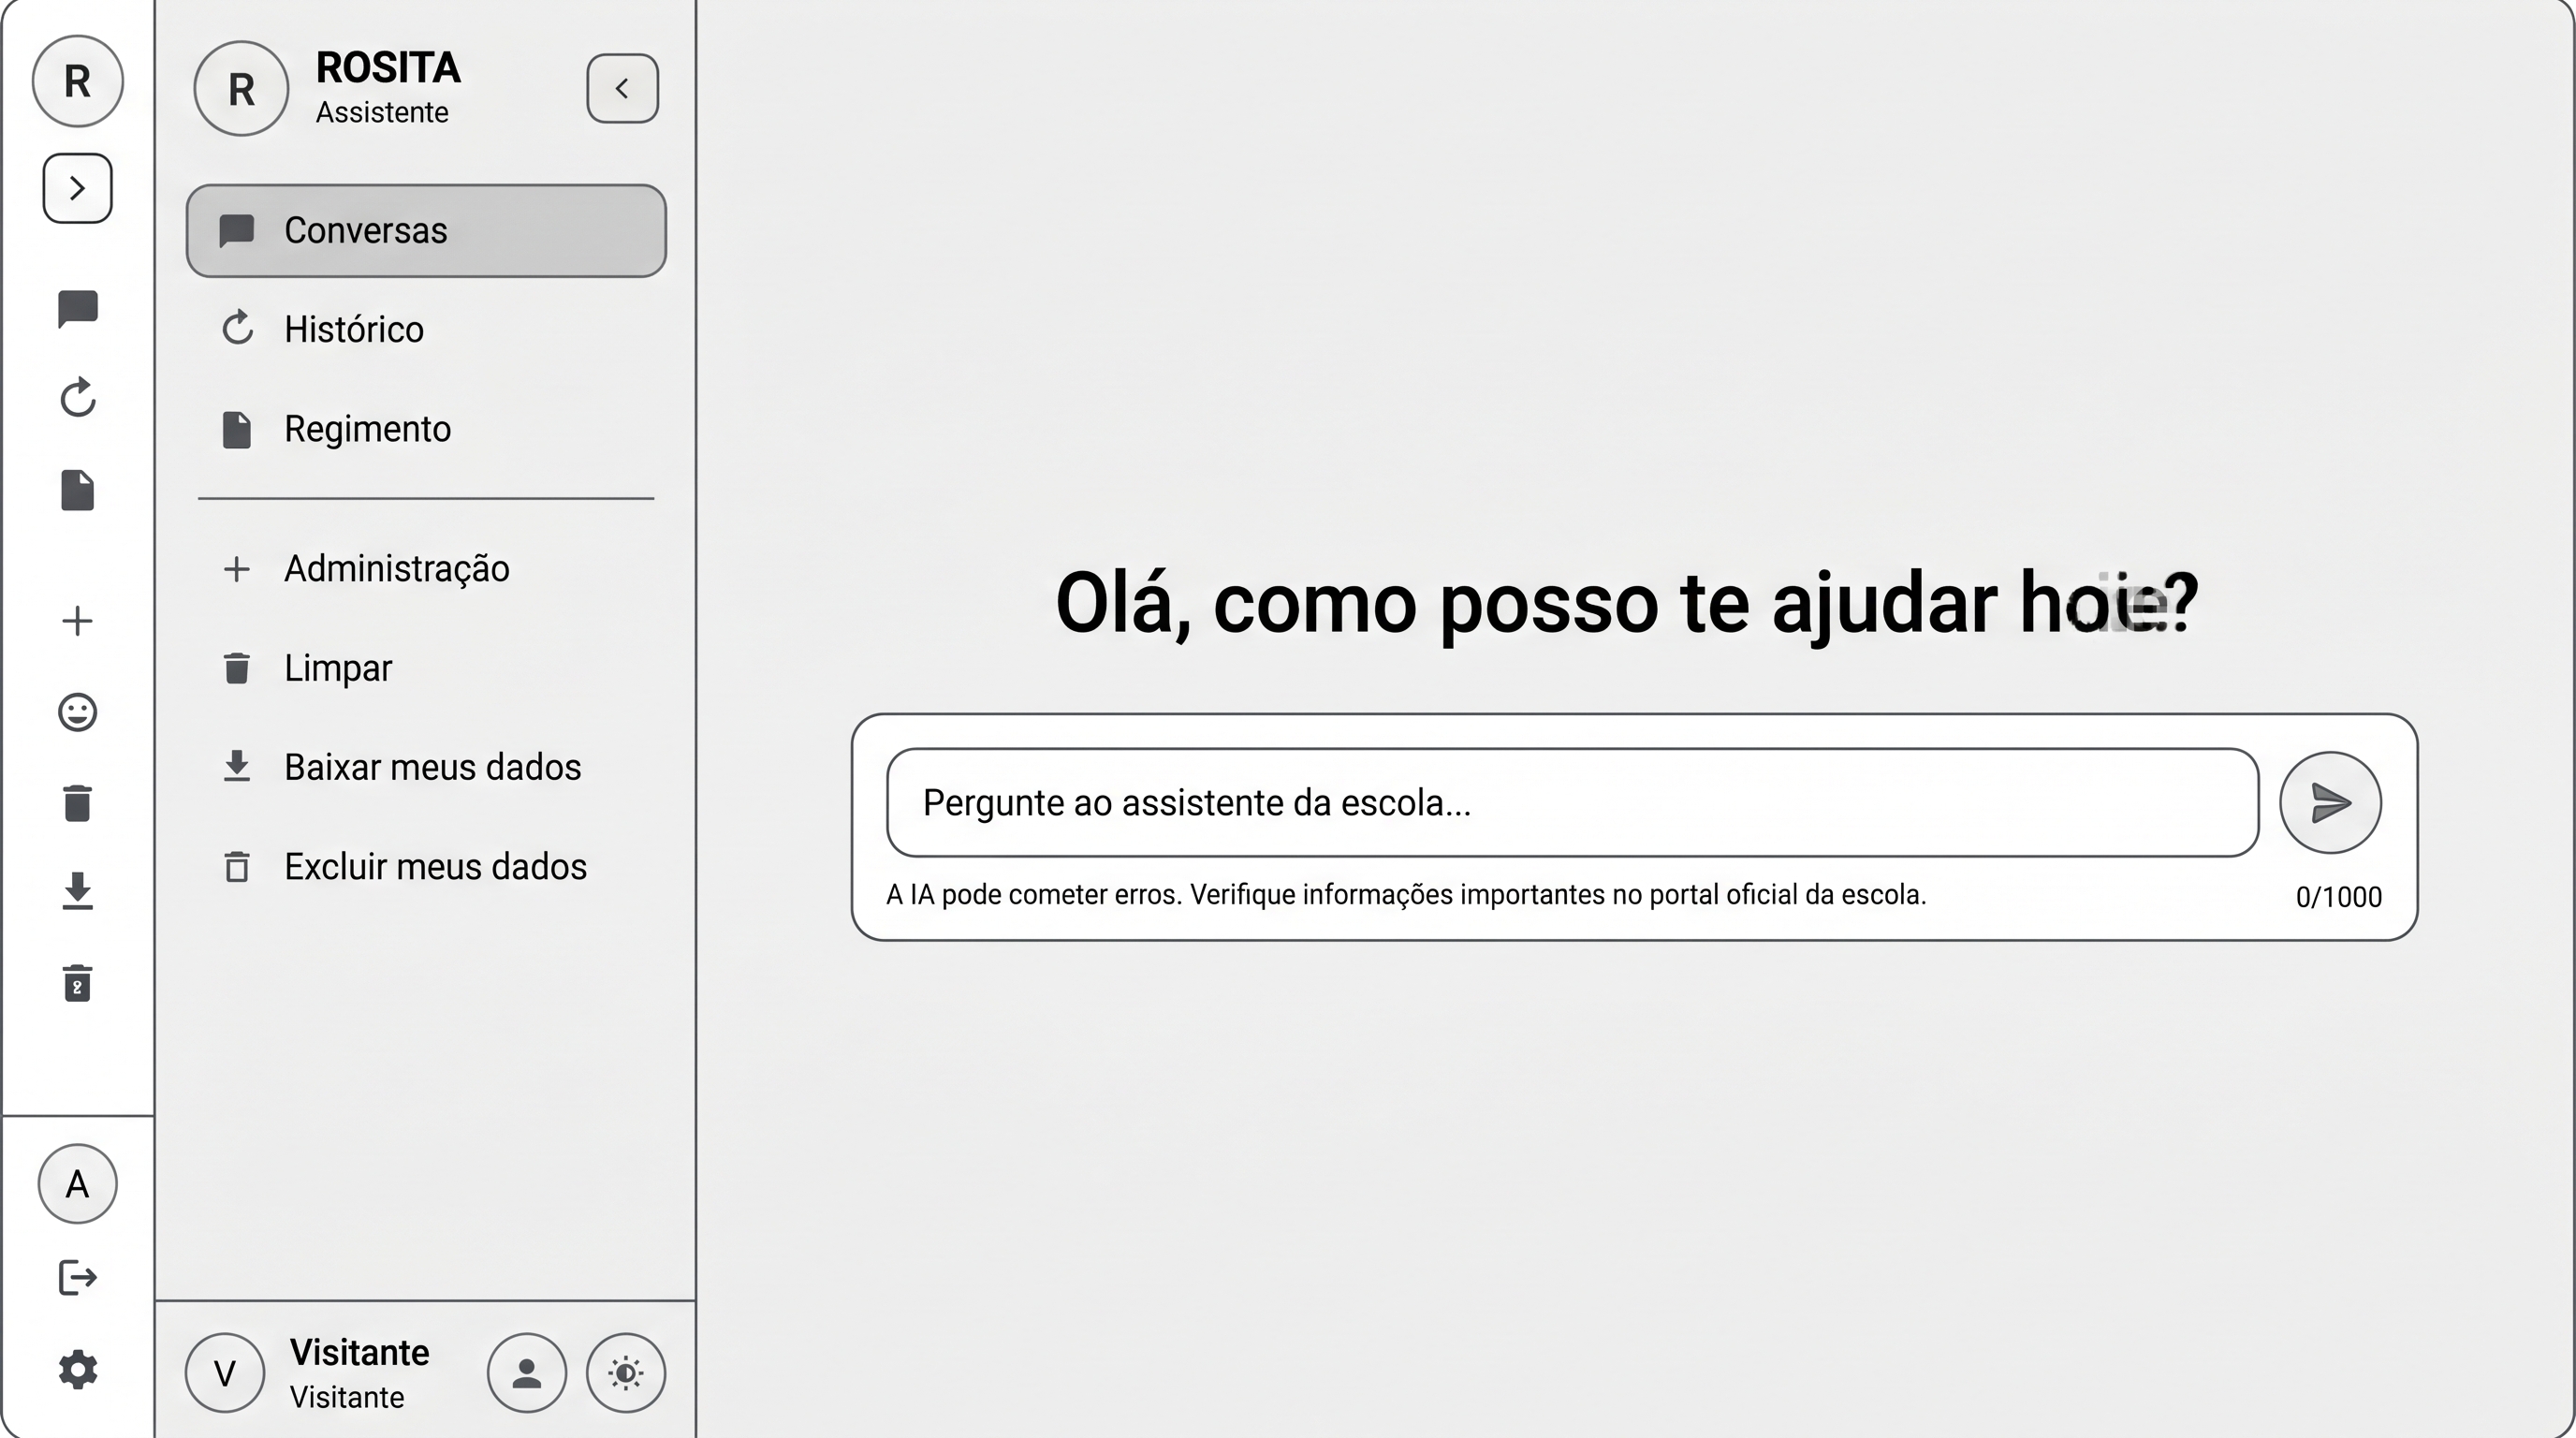 R
R
ROSITA
Assistente
Conversas
Histórico
Regimento
Administração
Limpar
Baixar meus dados
Excluir meus dados
A
V
Visitante
Visitante
Olá, como posso te ajudar
Pergunte ao assistente da escola...
A IA pode cometer erros. Verifique informações importantes no portal oficial da escola.
0/1000